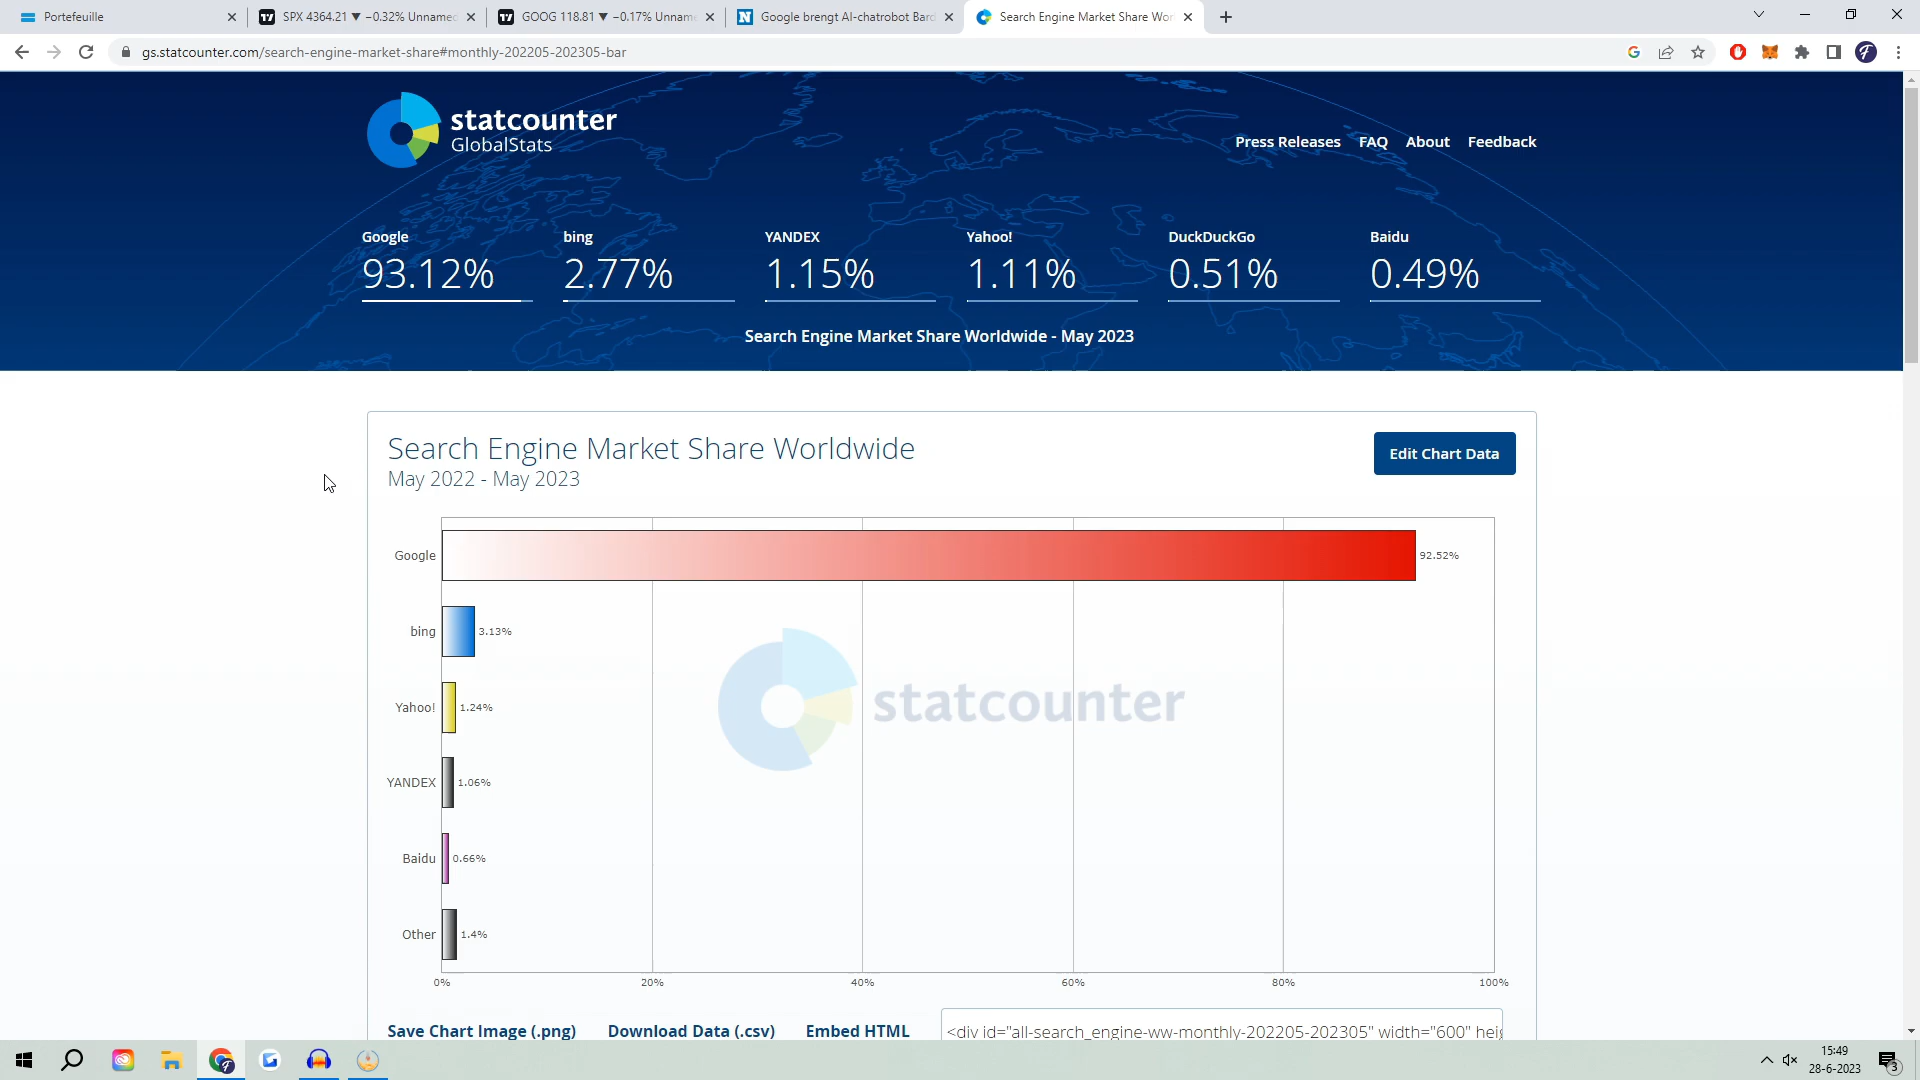 Portefeuille
SPX 4364.21 ▼ −0.32% Unnamed
GOOG 118.81 ▼ −0.17% Unnam
Google brengt AI-chatrobot Bard
Search Engine Market Share Wor
gs.statcounter.com/search-engine-market-share#monthly-202205-202305-bar
statcounter
GlobalStats
Press Releases FAQ About Feedback
Google bing YANDEX Yahoo! DuckDuckGo Baidu
93.12% 2.77% 1.15% 1.11% 0.51% 0.49%
Search Engine Market Share Worldwide - May 2023
Search Engine Market Share Worldwide
Edit Chart Data
May 2022 - May 2023
Google 92.52%
bing 3.13%
Yahoo! 1.24%
statcounter
YANDEX 1.06%
Baidu 0.66%
Other 1.4%
0% 20% 40% 60% 80% 100%
Save Chart Image (.png) Download Data (.csv) Embed HTML <div id="all-search_engine-ww-monthly-202205-202305" width="600" heig
15:49
28-6-2023
3